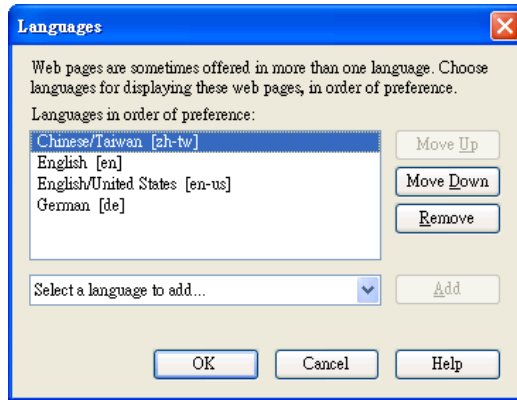 Languages
Web pages are sometimes offered in more than one language. Choose
languages for displaying these web pages, in order of preference.
Languages in order of preference:
Chinese/Taiwan [zh-tw]
English [en]
English/United States [en-us]
German [de]
Move Up
Move Down
Remove
Select a language to add...
Add
OK
Cancel
Help